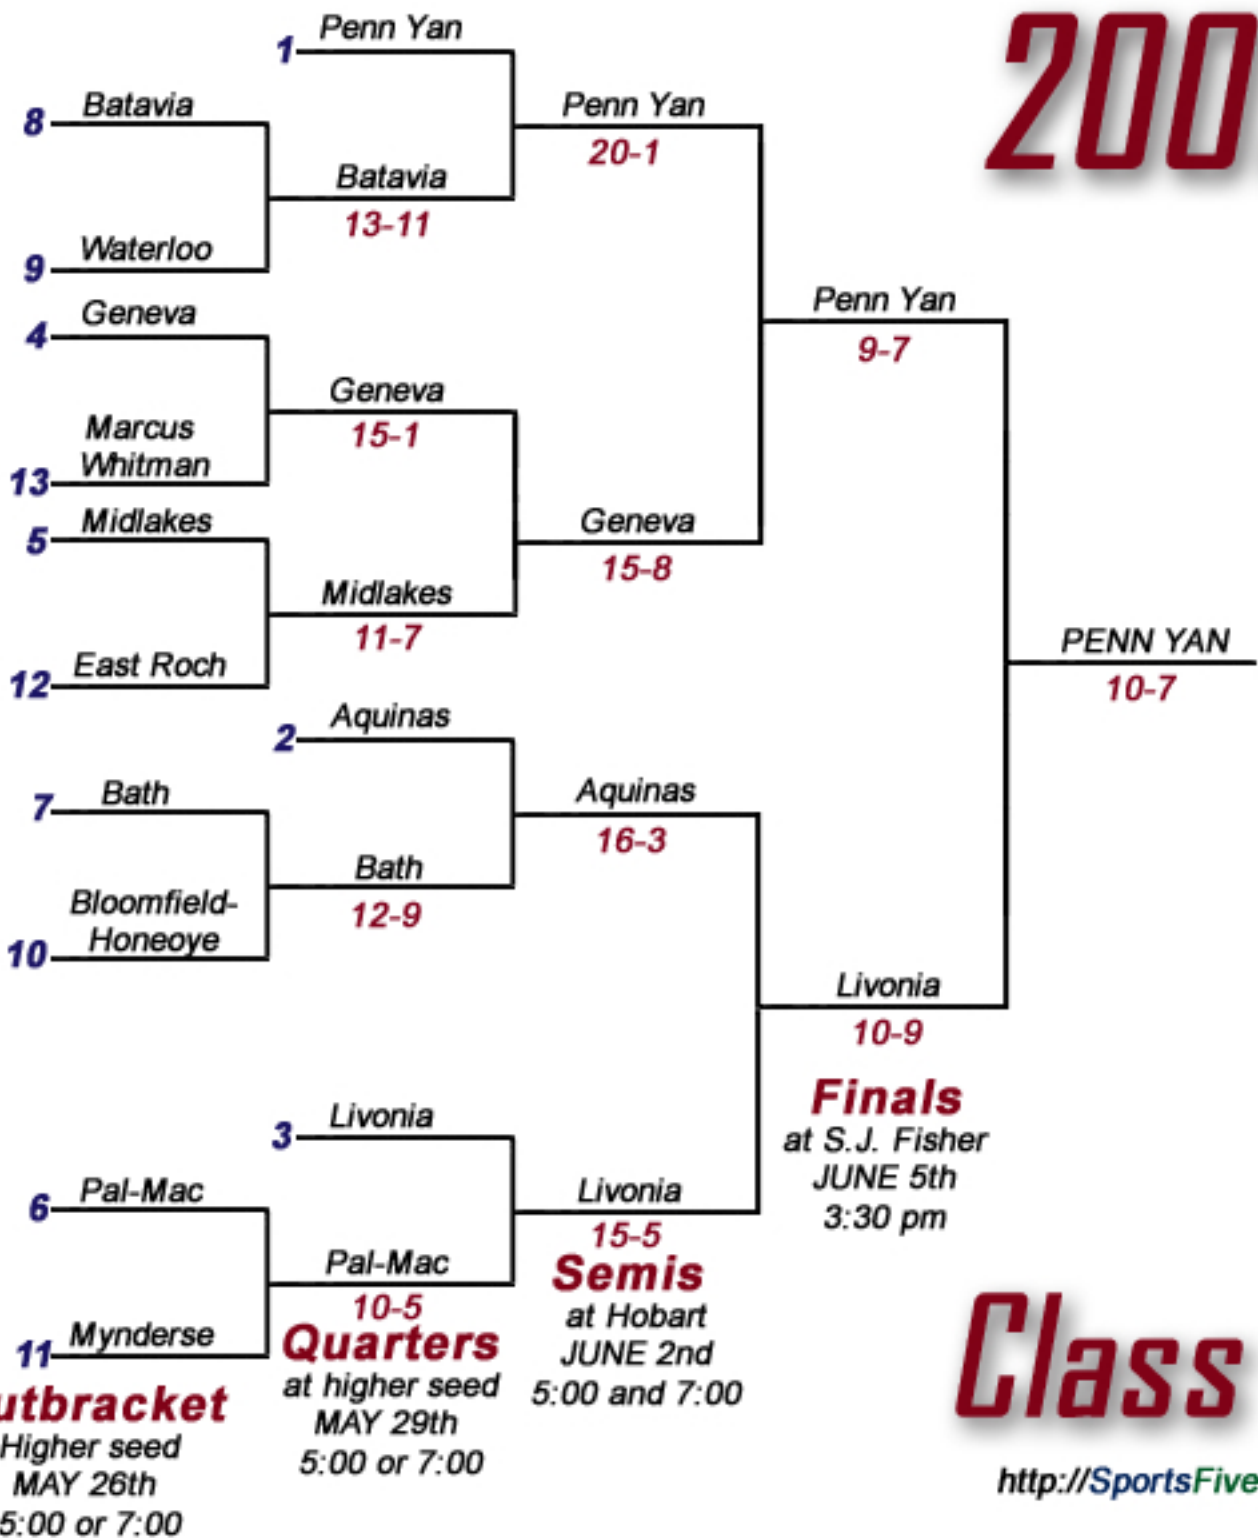 200
1 Penn Yan
8 Batavia
Penn Yan
20-1
Batavia
13-11
9 Waterloo
4 Geneva
Penn Yan
9-7
Geneva
15-1
Marcus
Whitman
13
5 Midlakes
Geneva
15-8
Midlakes
11-7
12 East Roch
PENN YAN
10-7
2 Aquinas
7 Bath
Aquinas
16-3
Bath
12-9
Bloomfield-
Honeoye
10
Livonia
10-9
Finals
at S.J. Fisher
JUNE 5th
3:30 pm
3 Livonia
6 Pal-Mac
Livonia
15-5
Semis
at Hobart
JUNE 2nd
5:00 and 7:00
Pal-Mac
10-5
Quarters
at higher seed
MAY 29th
5:00 or 7:00
11 Mynderse
utbracket
Higher seed
MAY 26th
5:00 or 7:00
Class
http://SportsFive